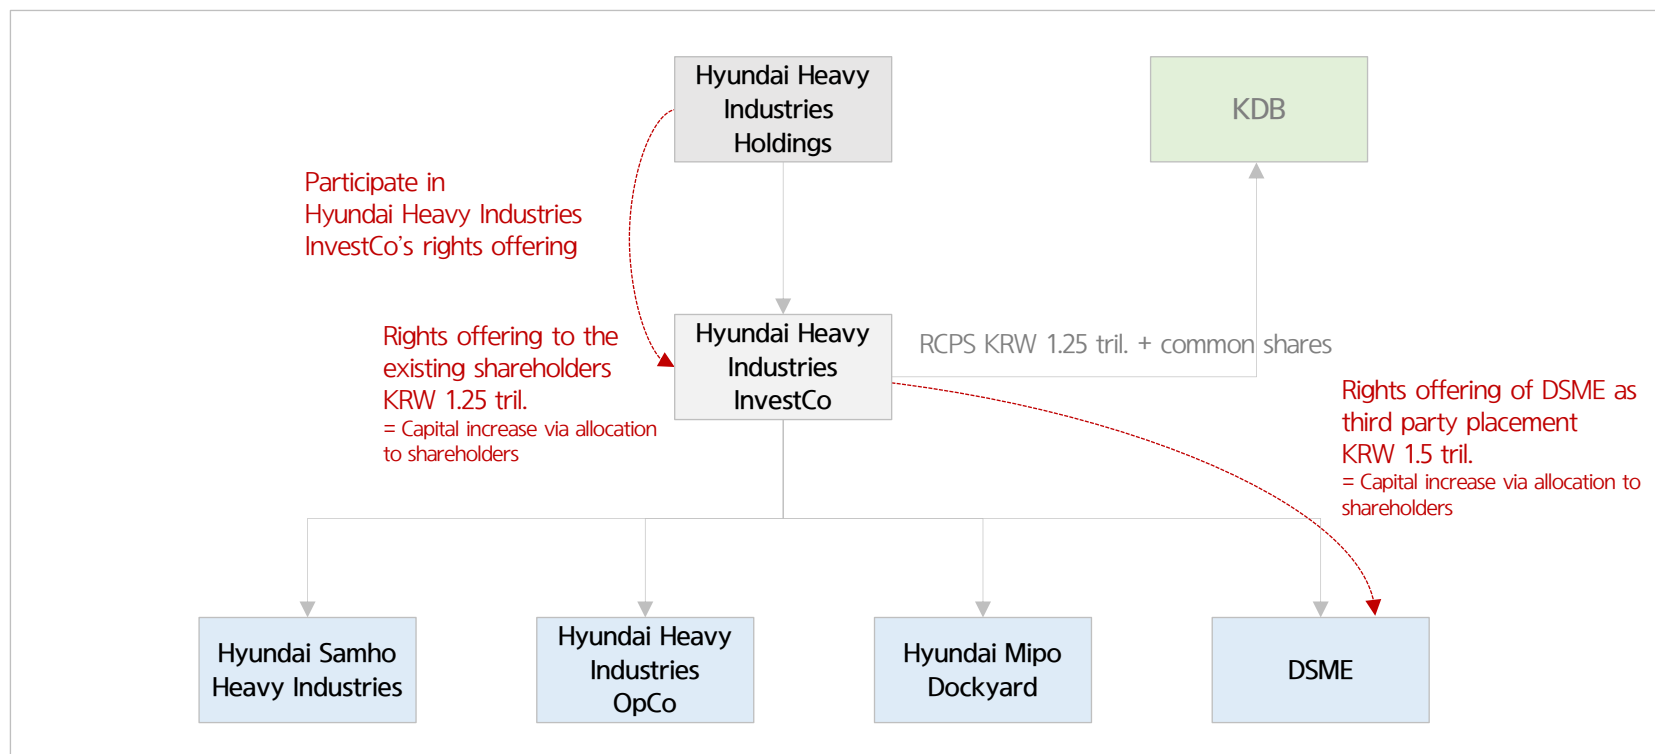 Hyundai Heavy
Industries
Holdings
KDB
Participate in
Hyundai Heavy Industries
InvestCo’s rights offering
Rights offering to the
existing shareholders
KRW 1.25 tril.
= Capital increase via allocation
to shareholders
Hyundai Heavy
Industries
InvestCo
RCPS KRW 1.25 tril. + common shares
Rights offering of DSME as
third party placement
KRW 1.5 tril.
= Capital increase via allocation to
shareholders
Hyundai Samho
Heavy Industries
Hyundai Heavy
Industries
OpCo
Hyundai Mipo
Dockyard
DSME